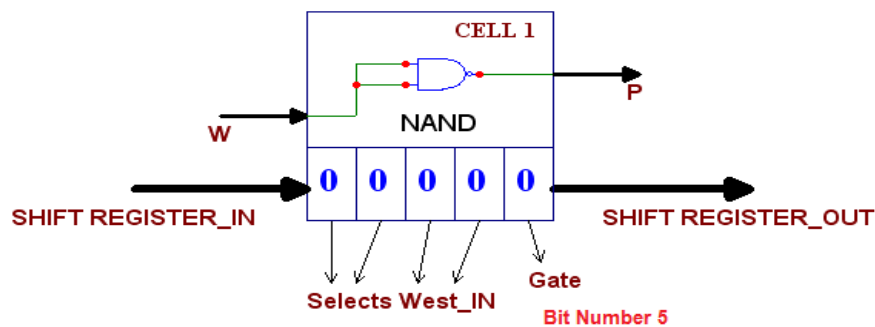 CELL 1
P
W
NAND
0 0 0 0 0
SHIFT REGISTER_IN
SHIFT REGISTER_OUT
Selects West_IN
Gate
Bit Number 5